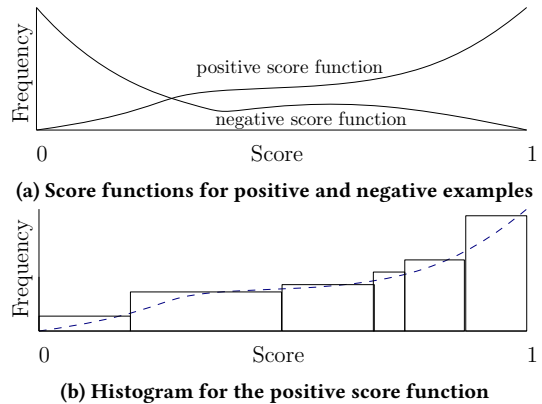 Frequency
positive score function
negative score function
0
Score
1
(a) Score functions for positive and negative examples
Frequency
0
Score
1
(b) Histogram for the positive score function